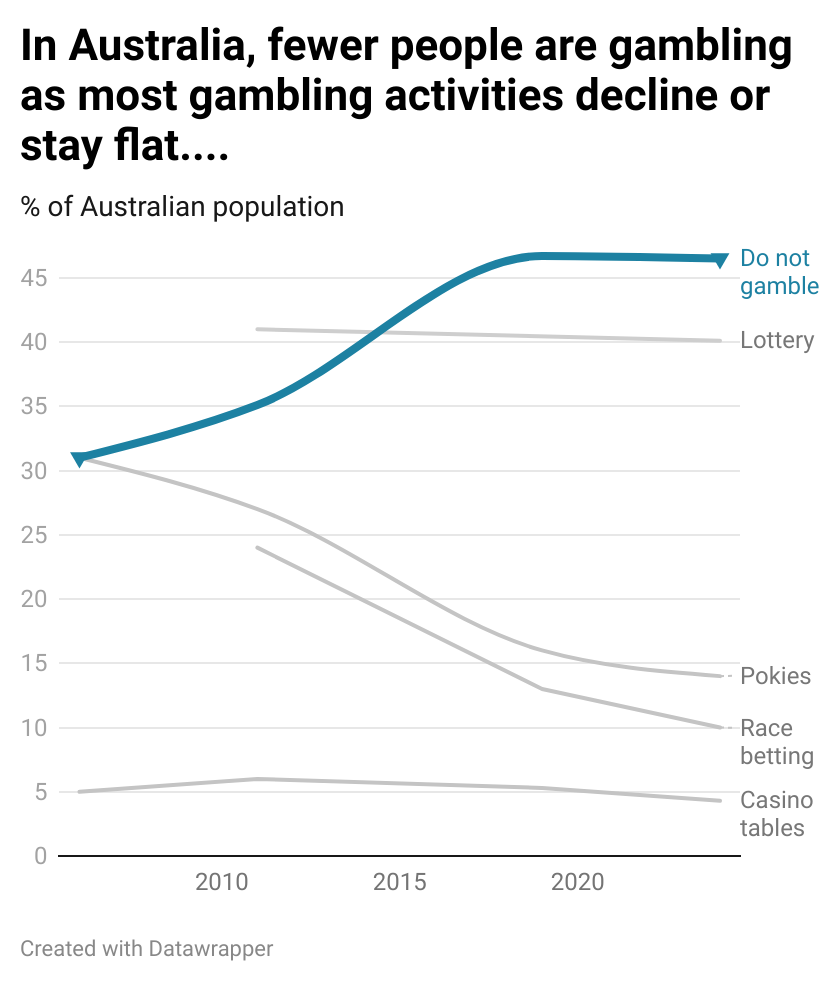 In Australia, fewer people are gambling
as most gambling activities decline or
stay flat....
% of Australian population
45
40
35
30
25
20
15
10
5
0
Do not
gamble
Lottery
Pokies
Race
betting
Casino
tables
2010
2015
2020
Created with Datawrapper